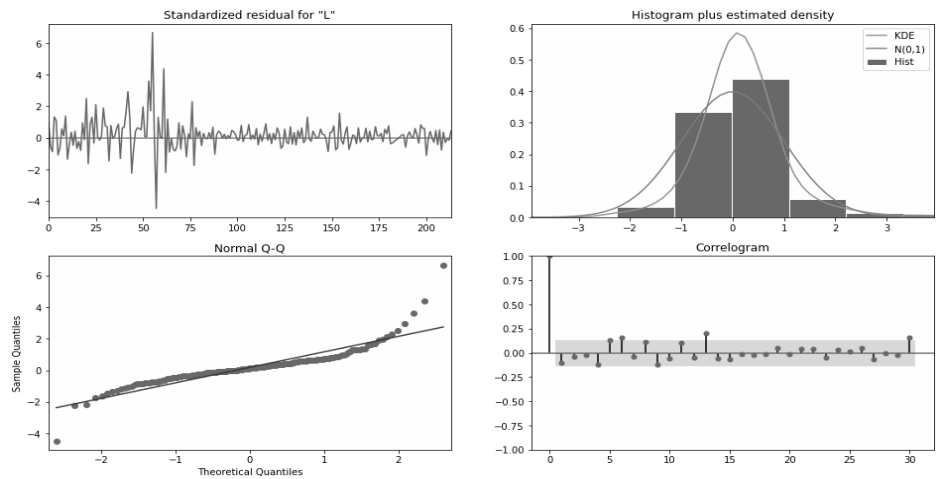 Standardized residual for "L"
6
4
2
0
−2
−4
0 25 50 75 100 125 150 175 200
Histogram plus estimated density
KDE
N(0,1)
Hist
0.6
0.5
0.4
0.3
0.2
0.1
0.0
−3 −2 −1 0 1 2 3
Normal Q-Q
Sample Quantiles
6
4
2
0
−2
−4
−2 −1 0 1 2
Theoretical Quantiles
Correlogram
1.00
0.75
0.50
0.25
0.00
−0.25
−0.50
−0.75
−1.00
0 5 10 15 20 25 30